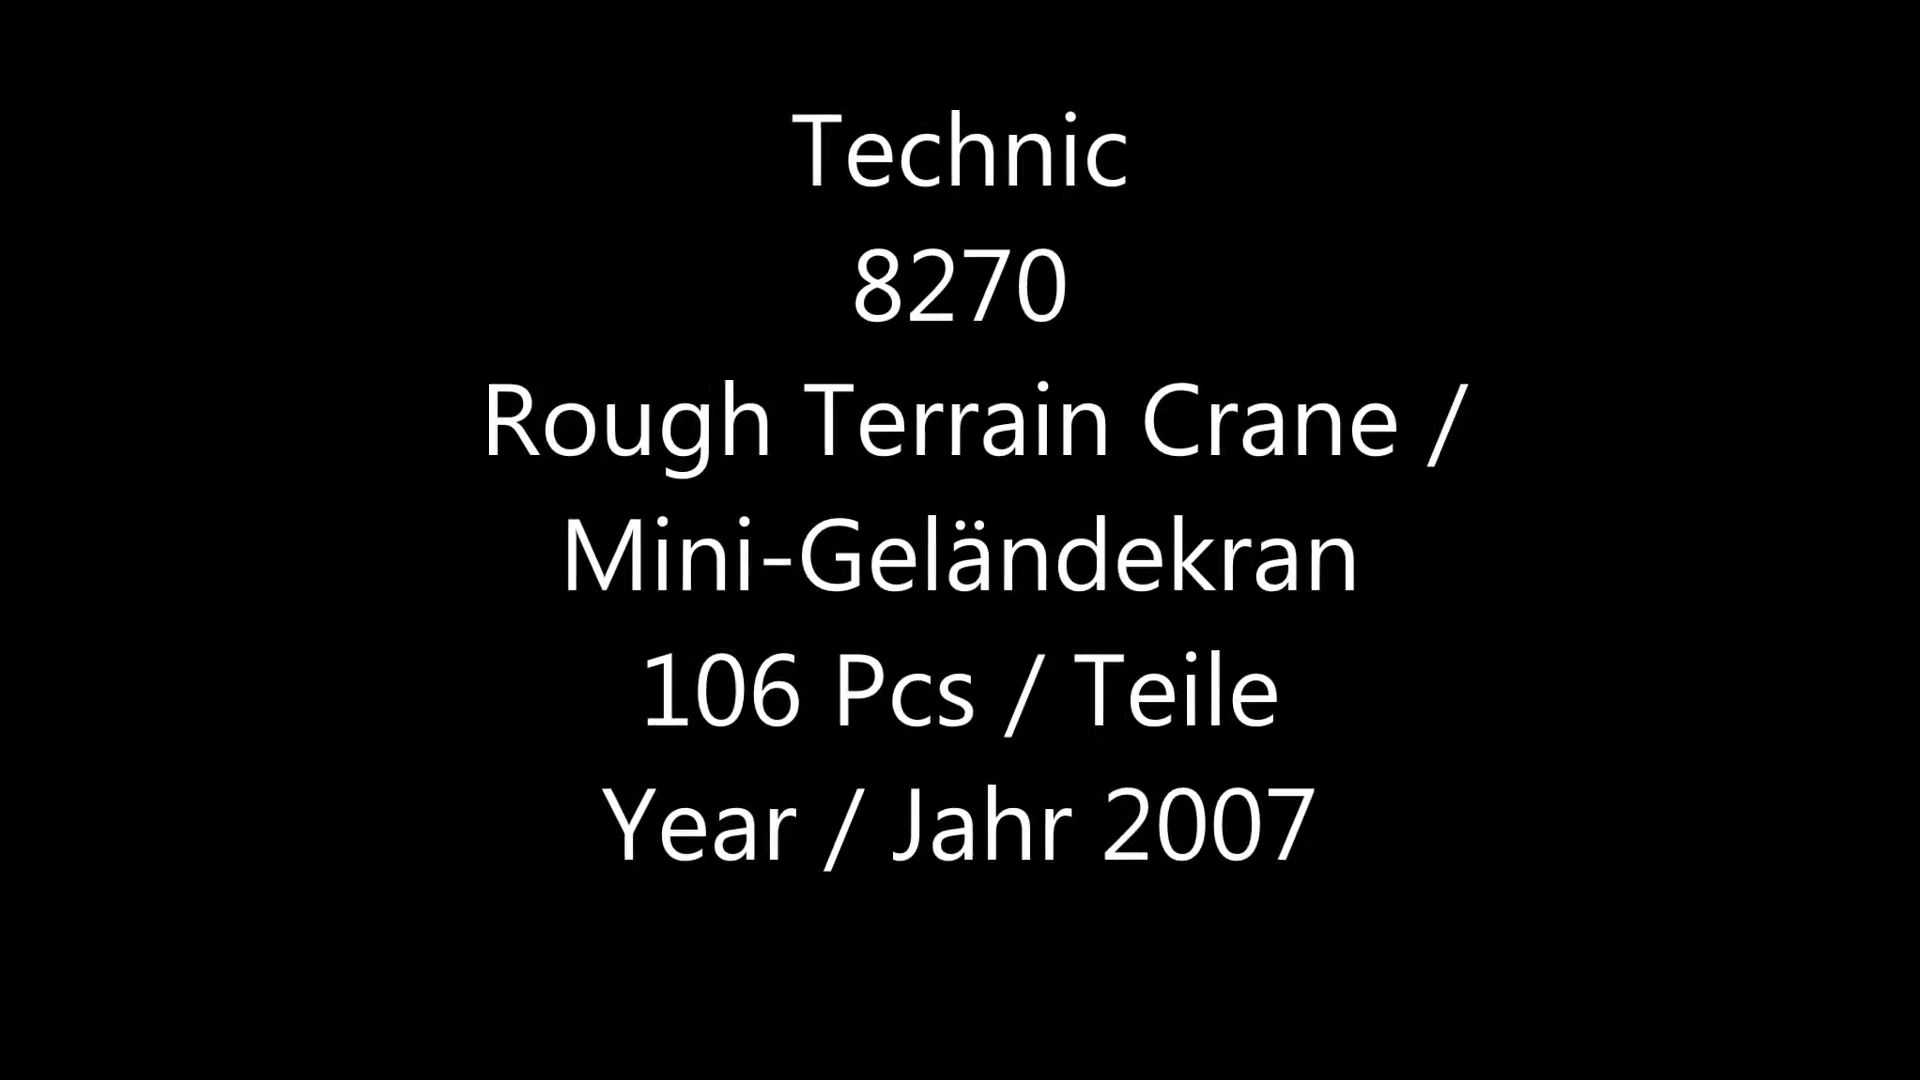 Technic
8270
Rough Terrain Crane /
Mini-Geländekran
106 Pcs / Teile
Year / Jahr 2007